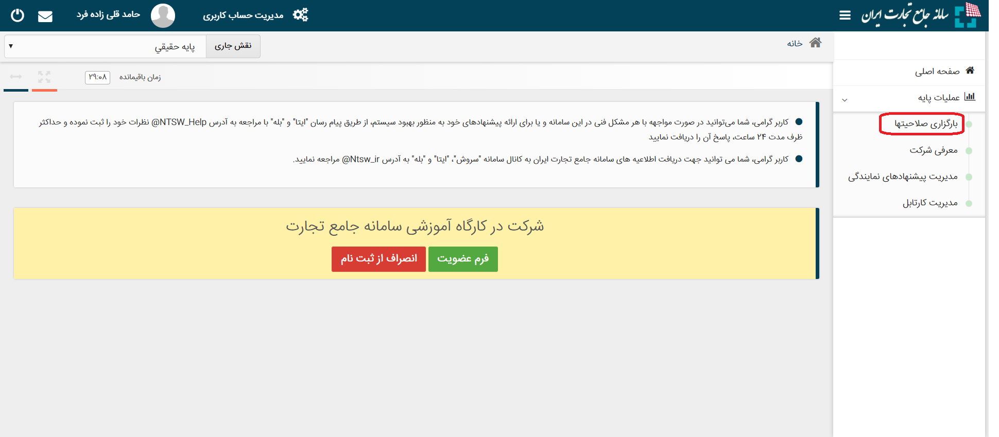 سامانه جامع تجارت ایران
مدیریت حساب کاربری
حامد قلی زاده فرد
خانه
نقش جاری
پایه حقيقي
زمان باقیمانده
۲۹:۰۸
صفحه اصلی
عملیات پایه
بارگزاری صلاحیتها
معرفی شرکت
مدیریت پیشنهادهای نمایندگی
مدیریت کارتابل
کاربر گرامی، شما می‌توانید در صورت مواجهه با هر مشکل فنی در این سامانه و یا برای ارائه پیشنهادهای خود به منظور بهبود سیستم، از طریق پیام رسان "ایتا" و "بله" با مراجعه به آدرس NTSW_Help@ نظرات خود را ثبت نموده و حداکثر
ظرف مدت ۲۴ ساعت، پاسخ آن را دریافت نمایید
کاربر گرامی، شما می توانید جهت دریافت اطلاعیه های سامانه جامع تجارت ایران به کانال سامانه "سروش"، "ایتا" و "بله" به آدرس Ntsw_ir@ مراجعه نمایید.
شرکت در کارگاه آموزشی سامانه جامع تجارت
فرم عضویت
انصراف از ثبت نام